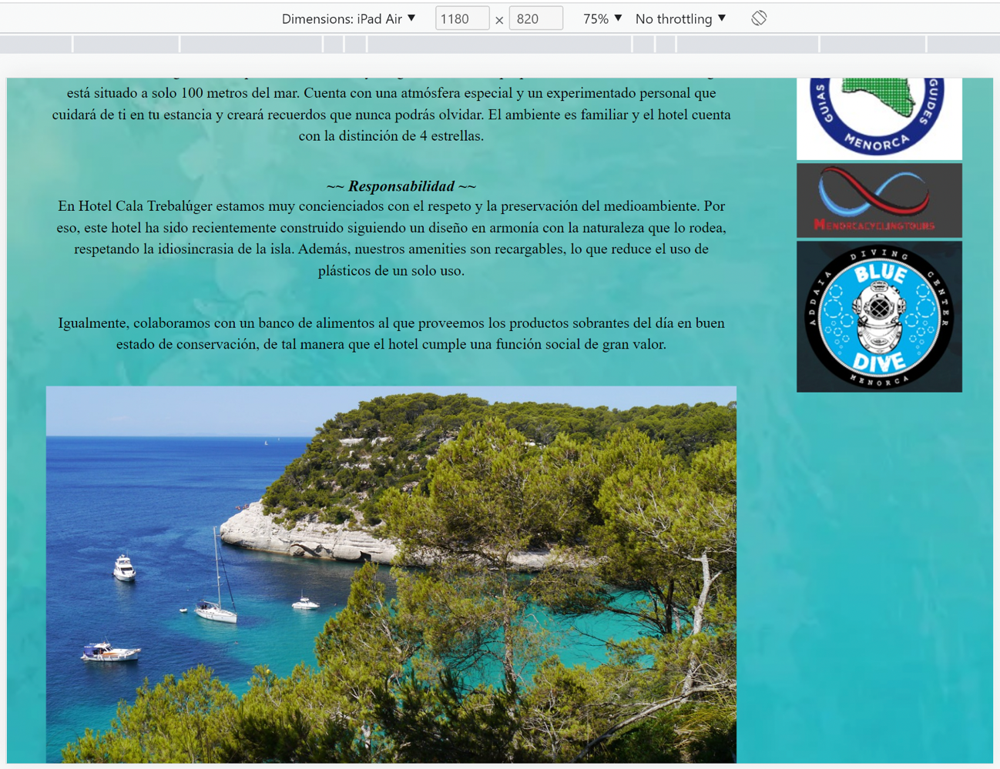 Dimensions: iPad Air ▼ 1180 × 820 75% ▼ No throttling ▼
está situado a solo 100 metros del mar. Cuenta con una atmósfera especial y un experimentado personal que
cuidará de ti en tu estancia y creará recuerdos que nunca podrás olvidar. El ambiente es familiar y el hotel cuenta
con la distinción de 4 estrellas.
~~ Responsabilidad ~~
En Hotel Cala Trebalúger estamos muy concienciados con el respeto y la preservación del medioambiente. Por
eso, este hotel ha sido recientemente construido siguiendo un diseño en armonía con la naturaleza que lo rodea,
respetando la idiosincrasia de la isla. Además, nuestros amenities son recargables, lo que reduce el uso de
plásticos de un solo uso.
Igualmente, colaboramos con un banco de alimentos al que proveemos los productos sobrantes del día en buen
estado de conservación, de tal manera que el hotel cumple una función social de gran valor.
GUIAS MENORCA GUIDES
MENORCACYCLINGTOURS
ADDAIA DIVING CENTER
BLUE
DIVE
MENORCA